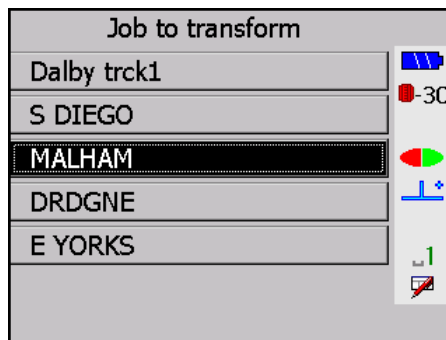 Job to transform
Dalby trck1
-30
S DIEGO
MALHAM
DRDGNE
E YORKS
1